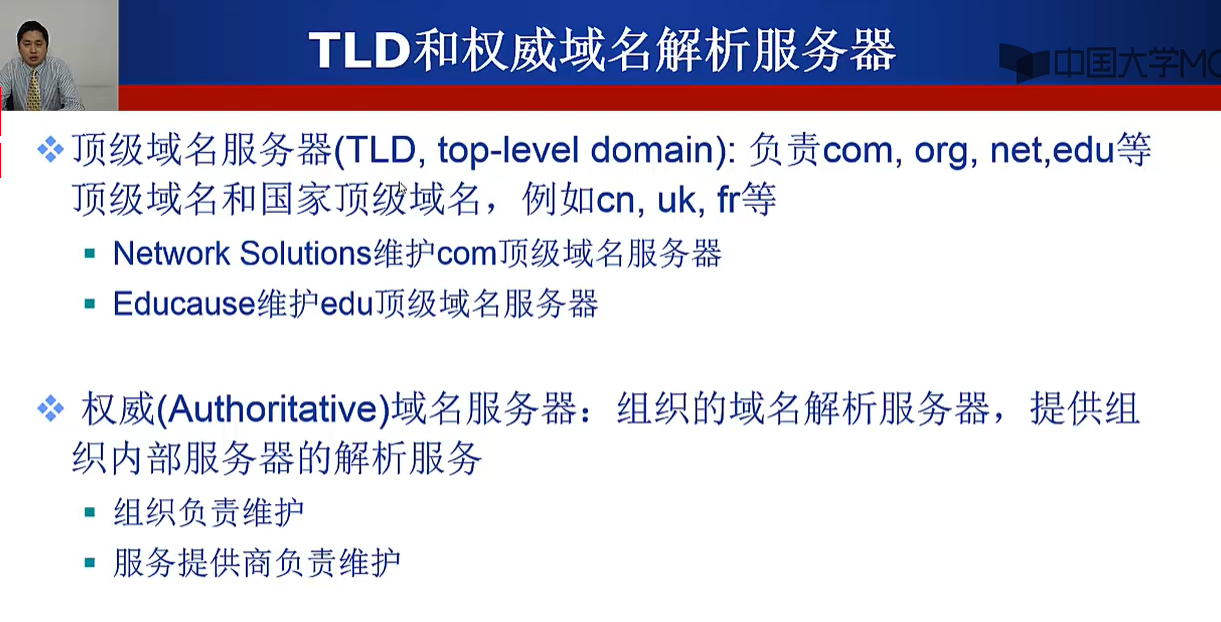 TLD和权威域名解析服务器
中国大学MO
顶级域名服务器(TLD, top-level domain): 负责com, org, net,edu等
顶级域名和国家顶级域名，例如cn, uk, fr等
Network Solutions维护com顶级域名服务器
Educause维护edu顶级域名服务器
权威(Authoritative)域名服务器：组织的域名解析服务器，提供组
织内部服务器的解析服务
组织负责维护
服务提供商负责维护